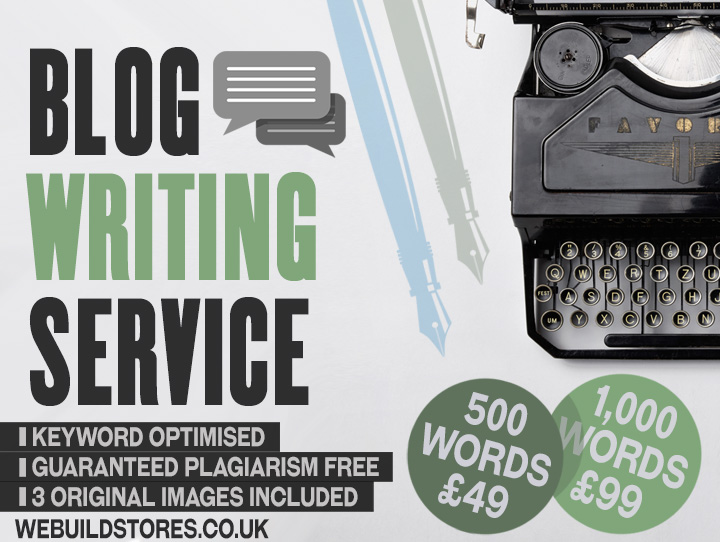 BLOG
WRITING
SERVICE
KEYWORD OPTIMISED
GUARANTEED PLAGIARISM FREE
3 ORIGINAL IMAGES INCLUDED
WEBUILDSTORES.CO.UK
500
WORDS
£49
1,000
WORDS
£99
Q W E R T Z U
A S D F G H
Y X C V B N